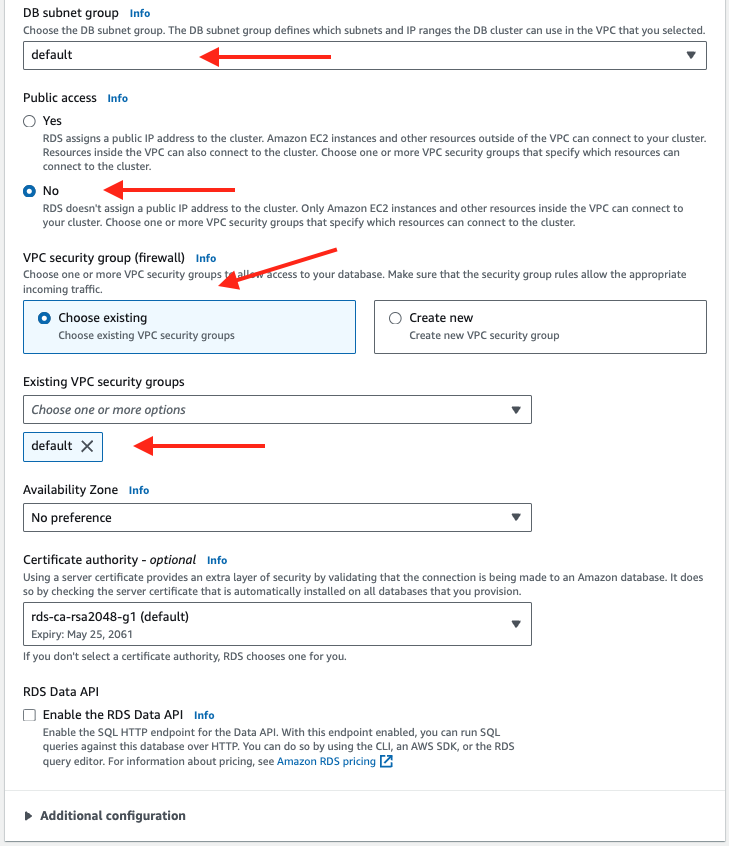 DB subnet group Info
Choose the DB subnet group. The DB subnet group defines which subnets and IP ranges the DB cluster can use in the VPC that you selected.
default
Public access Info
Yes
RDS assigns a public IP address to the cluster. Amazon EC2 instances and other resources outside of the VPC can connect to your cluster.
Resources inside the VPC can also connect to the cluster. Choose one or more VPC security groups that specify which resources can
connect to the cluster.
No
RDS doesn't assign a public IP address to the cluster. Only Amazon EC2 instances and other resources inside the VPC can connect to
your cluster. Choose one or more VPC security groups that specify which resources can connect to the cluster.
VPC security group (firewall) Info
Choose one or more VPC security groups to allow access to your database. Make sure that the security group rules allow the appropriate
incoming traffic.
Choose existing
Choose existing VPC security groups
Create new
Create new VPC security group
Existing VPC security groups
Choose one or more options
default
Availability Zone Info
No preference
Certificate authority - optional Info
Using a server certificate provides an extra layer of security by validating that the connection is being made to an Amazon database. It does
so by checking the server certificate that is automatically installed on all databases that you provision.
rds-ca-rsa2048-g1 (default)
Expiry: May 25, 2061
If you don't select a certificate authority, RDS chooses one for you.
RDS Data API
Enable the RDS Data API Info
Enable the SQL HTTP endpoint for the Data API. With this endpoint enabled, you can run SQL
queries against this database over HTTP. You can do so by using the CLI, an AWS SDK, or the RDS
query editor. For information about pricing, see Amazon RDS pricing
Additional configuration